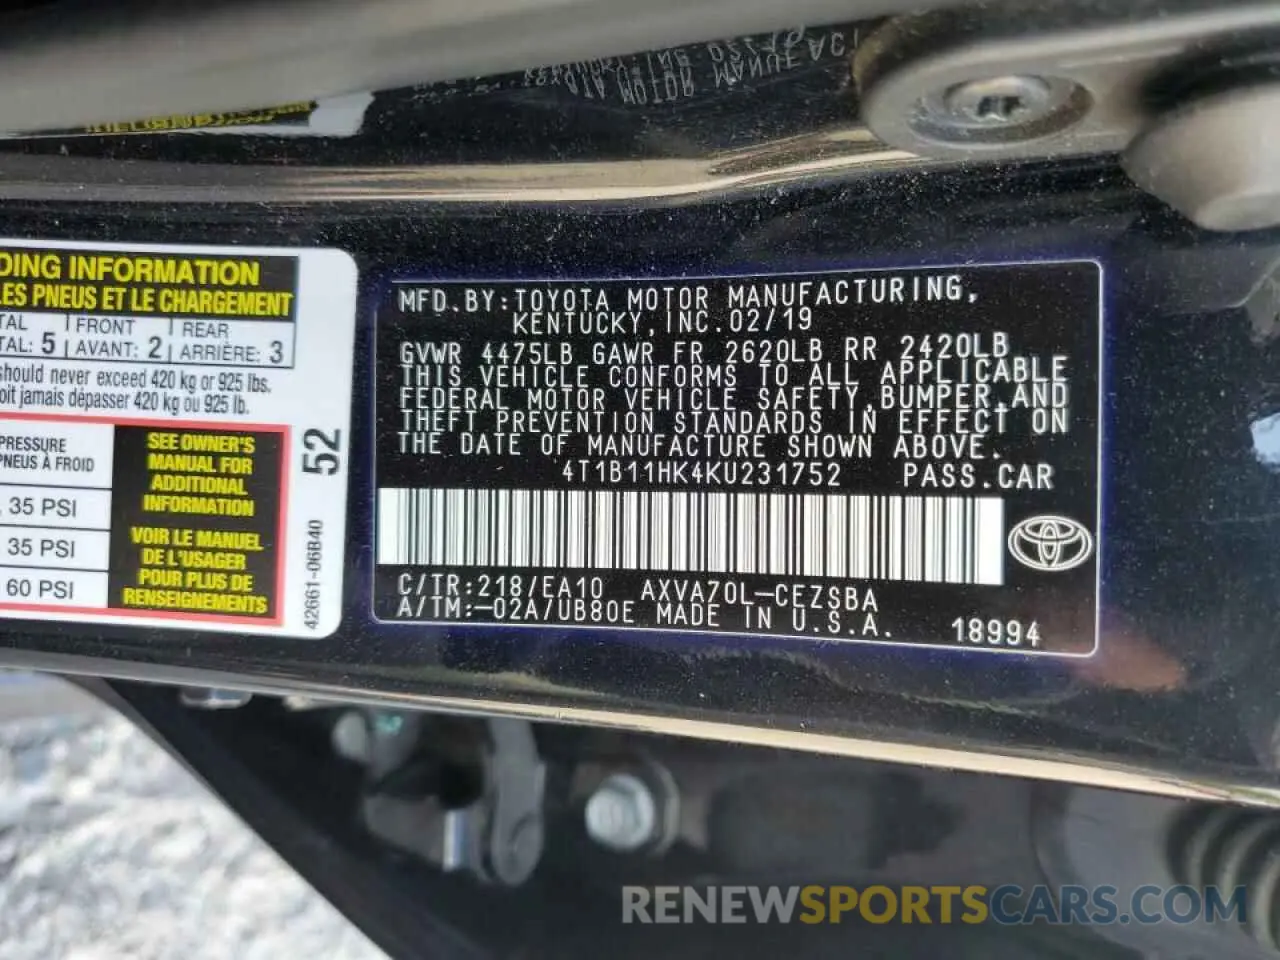 TOYOTA MOTOR MANUFACT
DING INFORMATION
LES PNEUS ET LE CHARGEMENT
TAL FRONT REAR
TAL: 5 AVANT: 2 ARRIÈRE: 3
should never exceed 420 kg or 925 lbs.
oit jamais dépasser 420 kg ou 925 lb.
PRESSURE
PNEUS À FROID
35 PSI
35 PSI
60 PSI
SEE OWNER'S
MANUAL FOR
ADDITIONAL
INFORMATION
VOIR LE MANUEL
DE L'USAGER
POUR PLUS DE
RENSEIGNEMENTS
52
42661-06B40
MFD.BY:TOYOTA MOTOR MANUFACTURING,
KENTUCKY,INC.02/19
GVWR 4475LB GAWR FR 2620LB RR 2420LB
THIS VEHICLE CONFORMS TO ALL APPLICABLE
FEDERAL MOTOR VEHICLE SAFETY,BUMPER,AND
THEFT PREVENTION STANDARDS IN EFFECT ON
THE DATE OF MANUFACTURE SHOWN ABOVE.
4T1B11HK4KU231752 PASS.CAR
C/TR:218/EA10 AXVA70L-CEZSBA
A/TM:-02A/UB80E MADE IN U.S.A. 18994
RENEWSPORTSCARS.COM